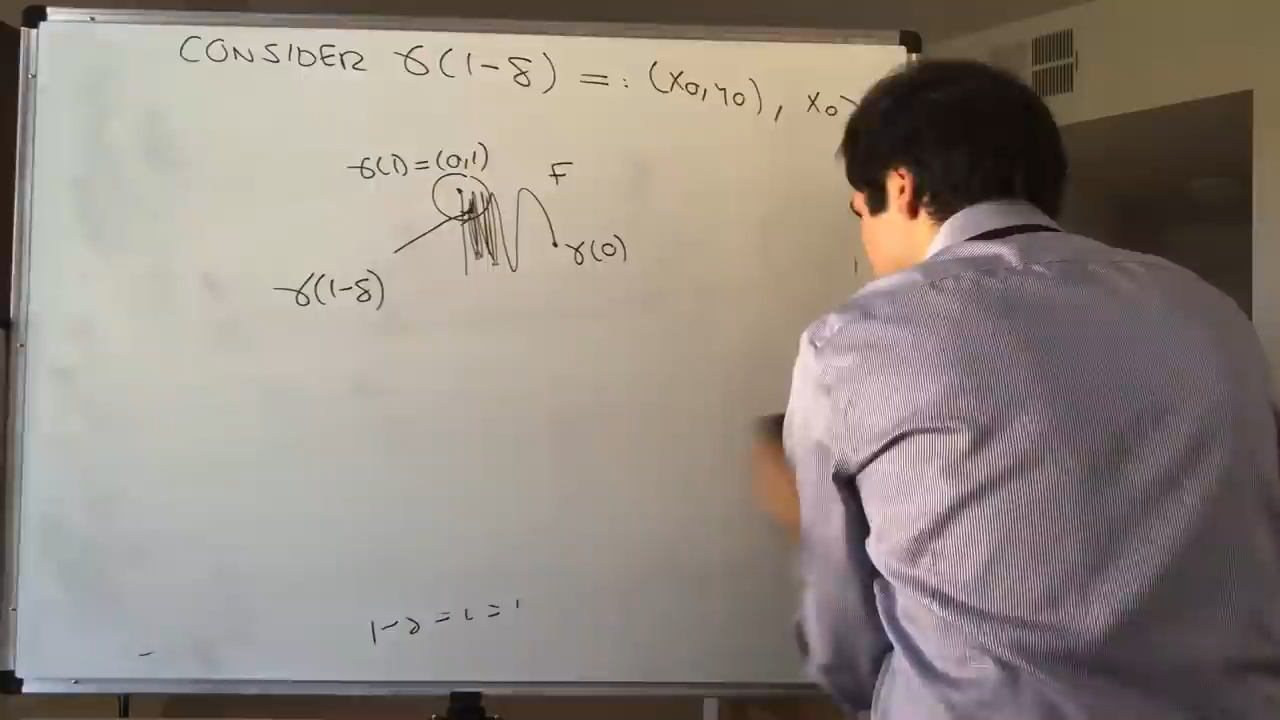 CONSIDER γ(1-δ) =: (x0, y0), x0>
γ(1) = (0,1)
F
γ(0)
γ(1-δ)